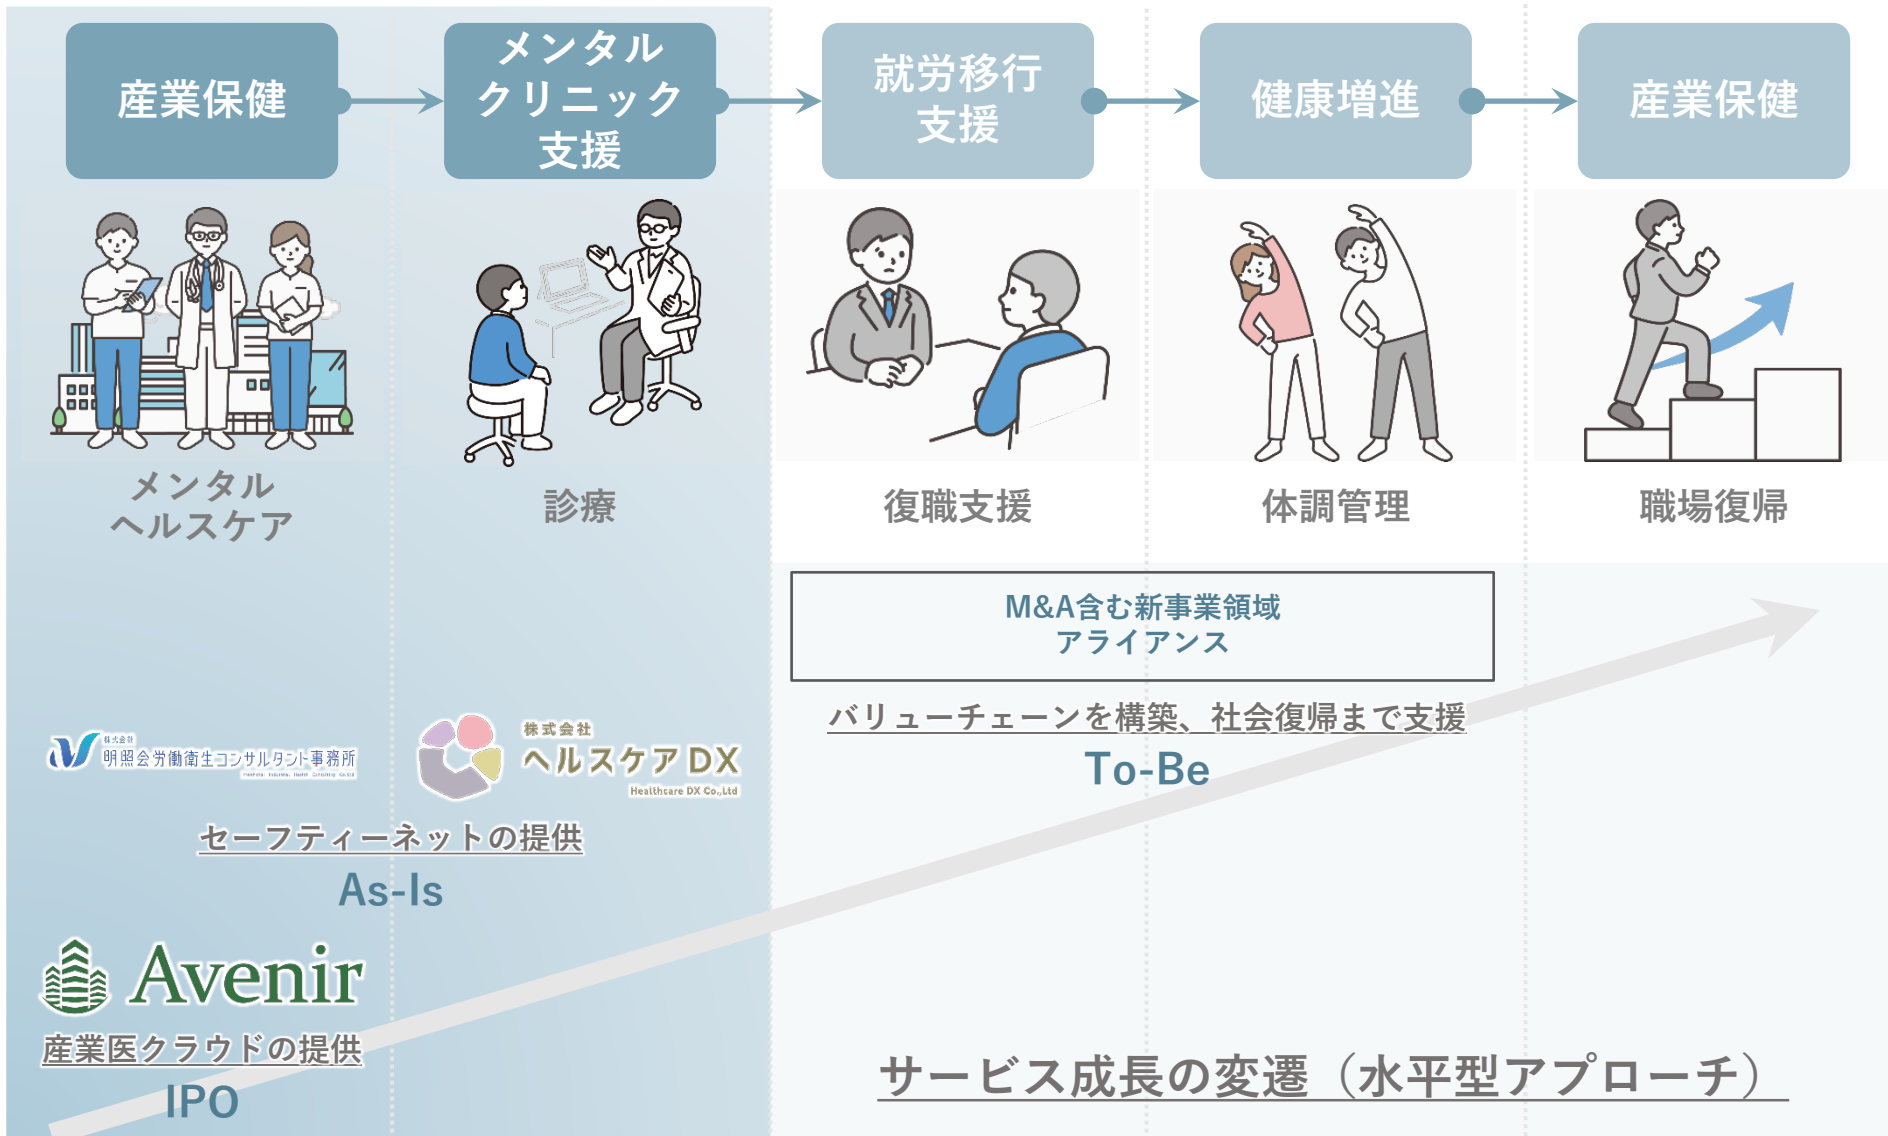 産業保健
メンタル
クリニック
支援
就労移行
支援
健康増進
産業保健
メンタル
ヘルスケア
診療
復職支援
体調管理
職場復帰
M&A含む新事業領域
アライアンス
バリューチェーンを構築、社会復帰まで支援
To-Be
株式会社
明照会労働衛生コンサルタント事務所
株式会社
ヘルスケアDX
Healthcare DX Co.,Ltd
セーフティーネットの提供
As-Is
Avenir
産業医クラウドの提供
IPO
サービス成長の変遷（水平型アプローチ）